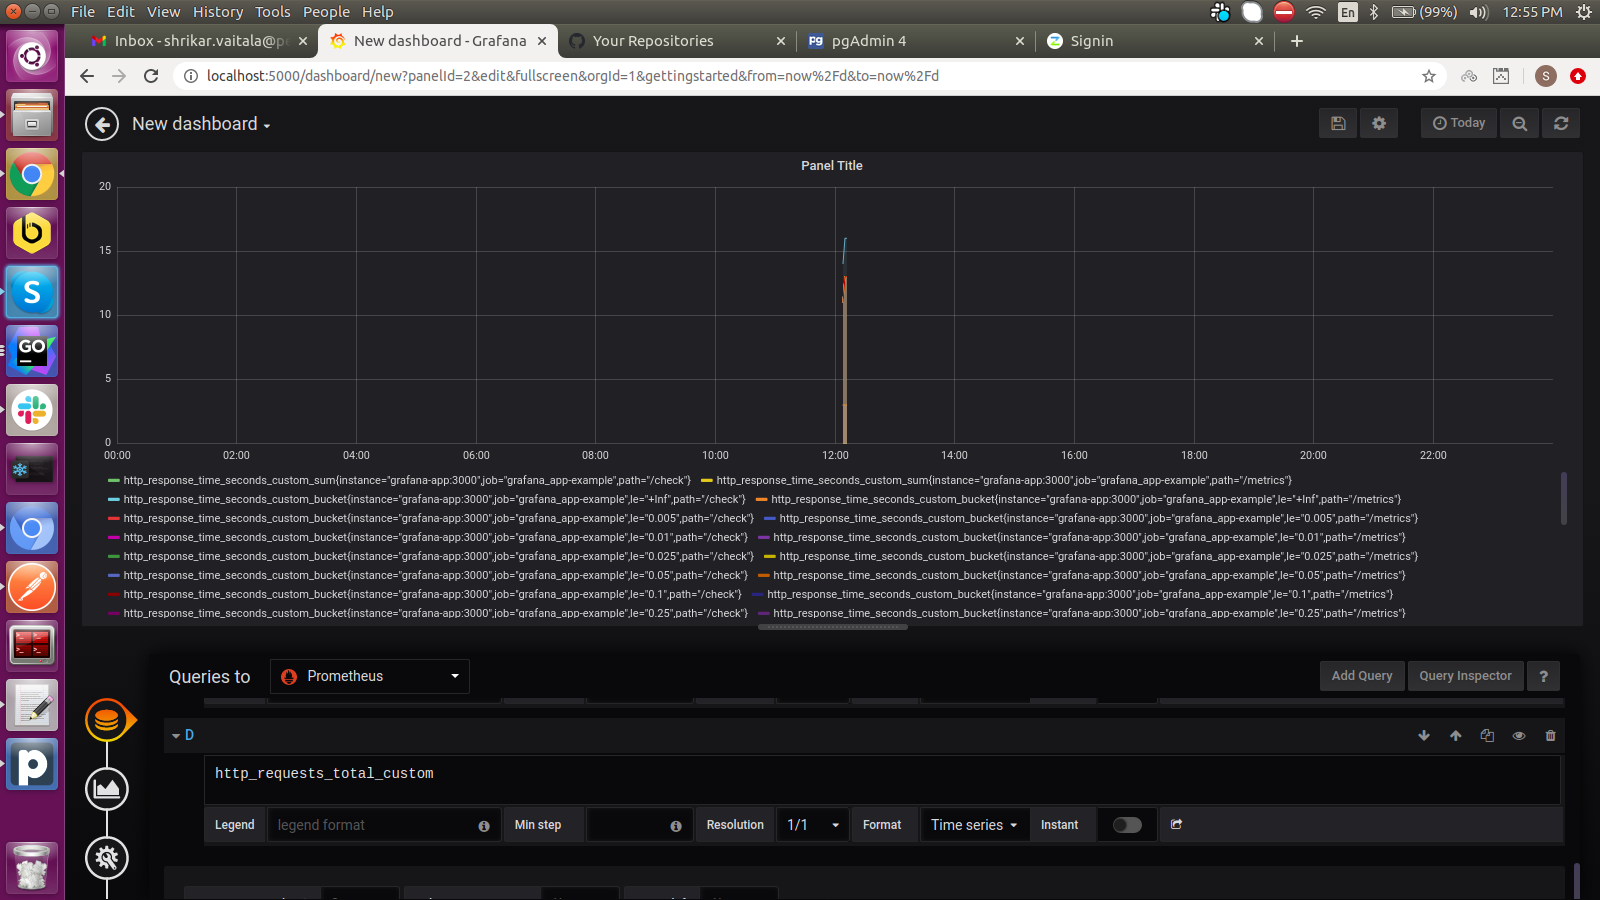 File Edit View History Tools People Help
En
(99%)
12:55 PM
Inbox - shrikar.vaitala@p
New dashboard - Grafana
Your Repositories
pgAdmin 4
Signin
localhost:5000/dashboard/new?panelId=2&edit&fullscreen&orgId=1&gettingstarted&from=now%2Fd&to=now%2Fd
S
New dashboard
Today
Panel Title
20
15
10
5
0
00:00 02:00 04:00 06:00 08:00 10:00 12:00 14:00 16:00 18:00 20:00 22:00
http_response_time_seconds_custom_sum{instance="grafana-app:3000",job="grafana_app-example",path="/check"} http_response_time_seconds_custom_sum{instance="grafana-app:3000",job="grafana_app-example",path="/metrics"}
http_response_time_seconds_custom_bucket{instance="grafana-app:3000",job="grafana_app-example",le="+Inf",path="/check"} http_response_time_seconds_custom_bucket{instance="grafana-app:3000",job="grafana_app-example",le="+Inf",path="/metrics"}
http_response_time_seconds_custom_bucket{instance="grafana-app:3000",job="grafana_app-example",le="0.005",path="/check"} http_response_time_seconds_custom_bucket{instance="grafana-app:3000",job="grafana_app-example",le="0.005",path="/metrics"}
http_response_time_seconds_custom_bucket{instance="grafana-app:3000",job="grafana_app-example",le="0.01",path="/check"} http_response_time_seconds_custom_bucket{instance="grafana-app:3000",job="grafana_app-example",le="0.01",path="/metrics"}
http_response_time_seconds_custom_bucket{instance="grafana-app:3000",job="grafana_app-example",le="0.025",path="/check"} http_response_time_seconds_custom_bucket{instance="grafana-app:3000",job="grafana_app-example",le="0.025",path="/metrics"}
http_response_time_seconds_custom_bucket{instance="grafana-app:3000",job="grafana_app-example",le="0.05",path="/check"} http_response_time_seconds_custom_bucket{instance="grafana-app:3000",job="grafana_app-example",le="0.05",path="/metrics"}
http_response_time_seconds_custom_bucket{instance="grafana-app:3000",job="grafana_app-example",le="0.1",path="/check"} http_response_time_seconds_custom_bucket{instance="grafana-app:3000",job="grafana_app-example",le="0.1",path="/metrics"}
http_response_time_seconds_custom_bucket{instance="grafana-app:3000",job="grafana_app-example",le="0.25",path="/check"} http_response_time_seconds_custom_bucket{instance="grafana-app:3000",job="grafana_app-example",le="0.25",path="/metrics"}
Queries to Prometheus Add Query Query Inspector ?
D
http_requests_total_custom
Legend legend format Min step Resolution 1/1 Format Time series Instant